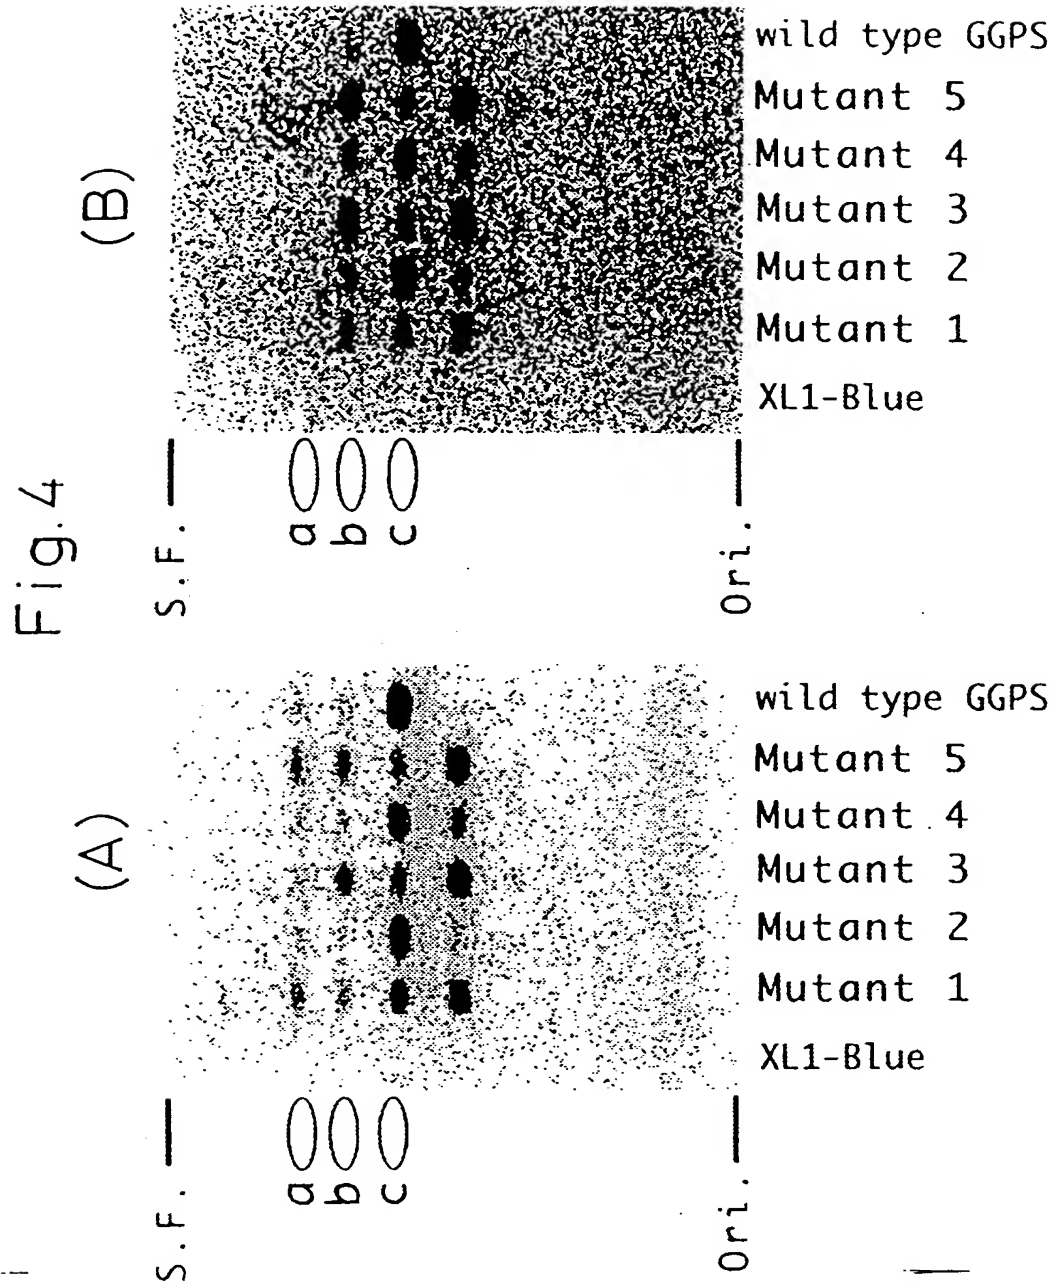 Fig.4
(A)
S.F.
a
b
c
Ori.
XL1-Blue
Mutant 1
Mutant 2
Mutant 3
Mutant 4
Mutant 5
wild type GGPS
(B)
S.F.
a
b
c
Ori.
XL1-Blue
Mutant 1
Mutant 2
Mutant 3
Mutant 4
Mutant 5
wild type GGPS